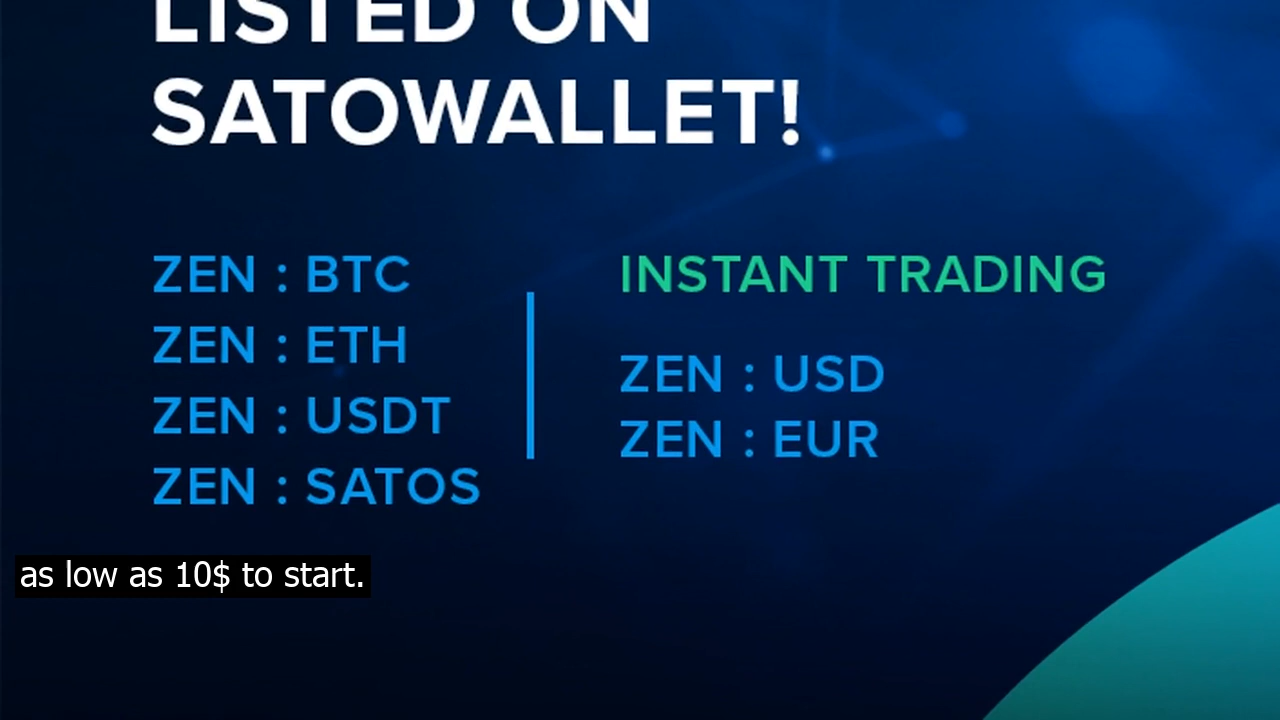 LISTED ON
SATOWALLET!
ZEN : BTC
ZEN : ETH
ZEN : USDT
ZEN : SATOS
INSTANT TRADING
ZEN : USD
ZEN : EUR
as low as 10$ to start.